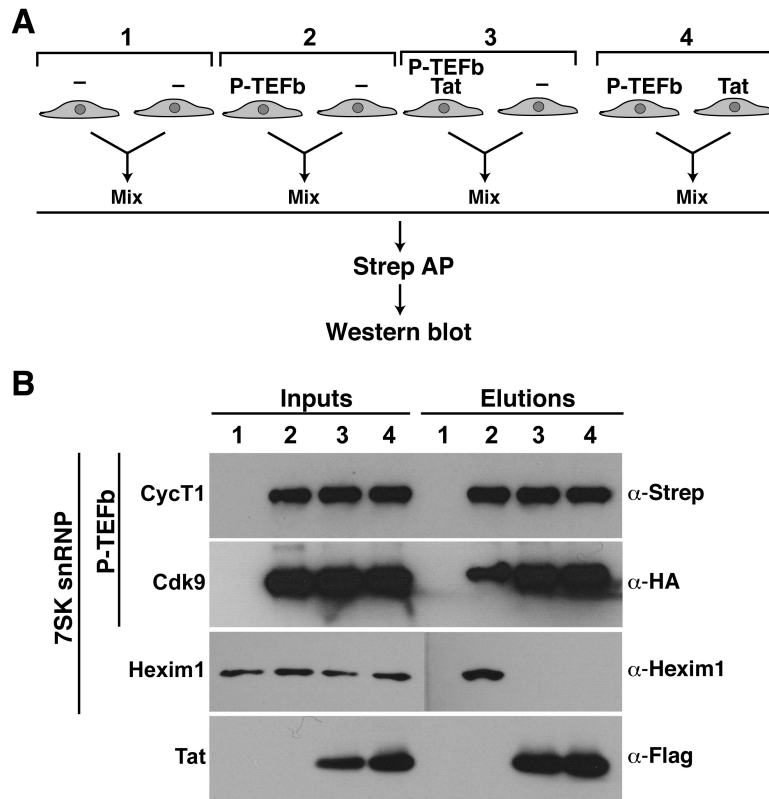 A
1 2 3 4
– – P-TEFb – P-TEFb Tat – P-TEFb Tat
Mix Mix Mix Mix
Strep AP
Western blot
B
Inputs Elutions
1 2 3 4 1 2 3 4
7SK snRNP
P-TEFb
CycT1 α-Strep
Cdk9 α-HA
Hexim1 α-Hexim1
Tat α-Flag